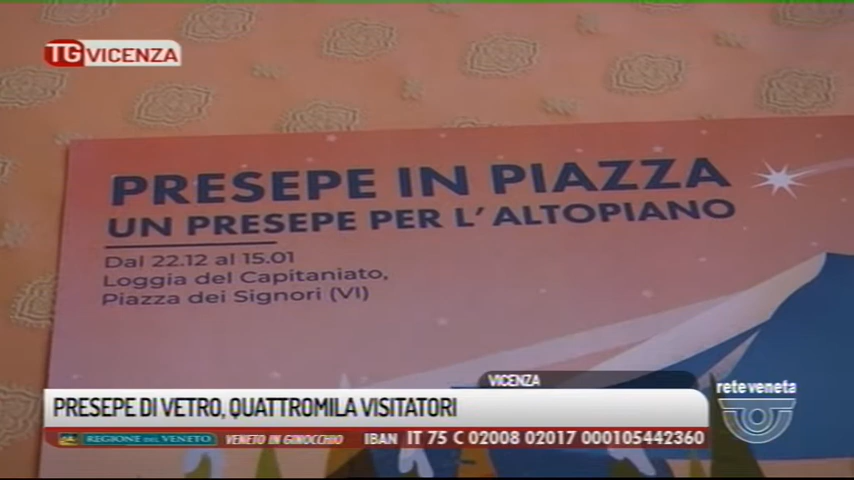 TG VICENZA
PRESEPE IN PIAZZA
UN PRESEPE PER L'ALTOPIANO
Dal 22.12 al 15.01
Loggia del Capitaniato,
Piazza dei Signori (VI)
VICENZA
rete veneta
PRESEPE DI VETRO, QUATTROMILA VISITATORI
REGIONE DEL VENETO VENETO IN GINOCCHIO IBAN IT 75 C 02008 02017 000105442360